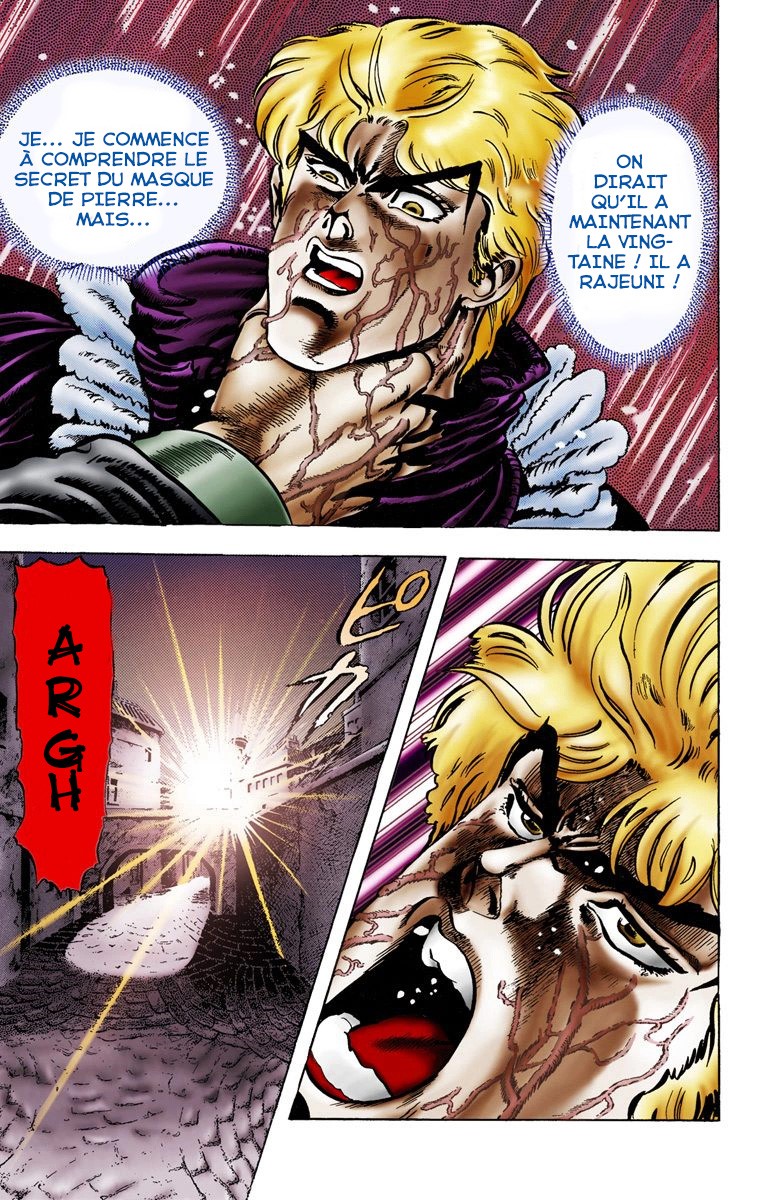 ON
DIRAIT
QU'IL A
MAINTENANT
LA VING-
TAINE ! IL A
RAJEUNI !
JE... JE COMMENCE
À COMPRENDRE LE
SECRET DU MASQUE
DE PIERRE...
MAIS...
ピカ
ARGH